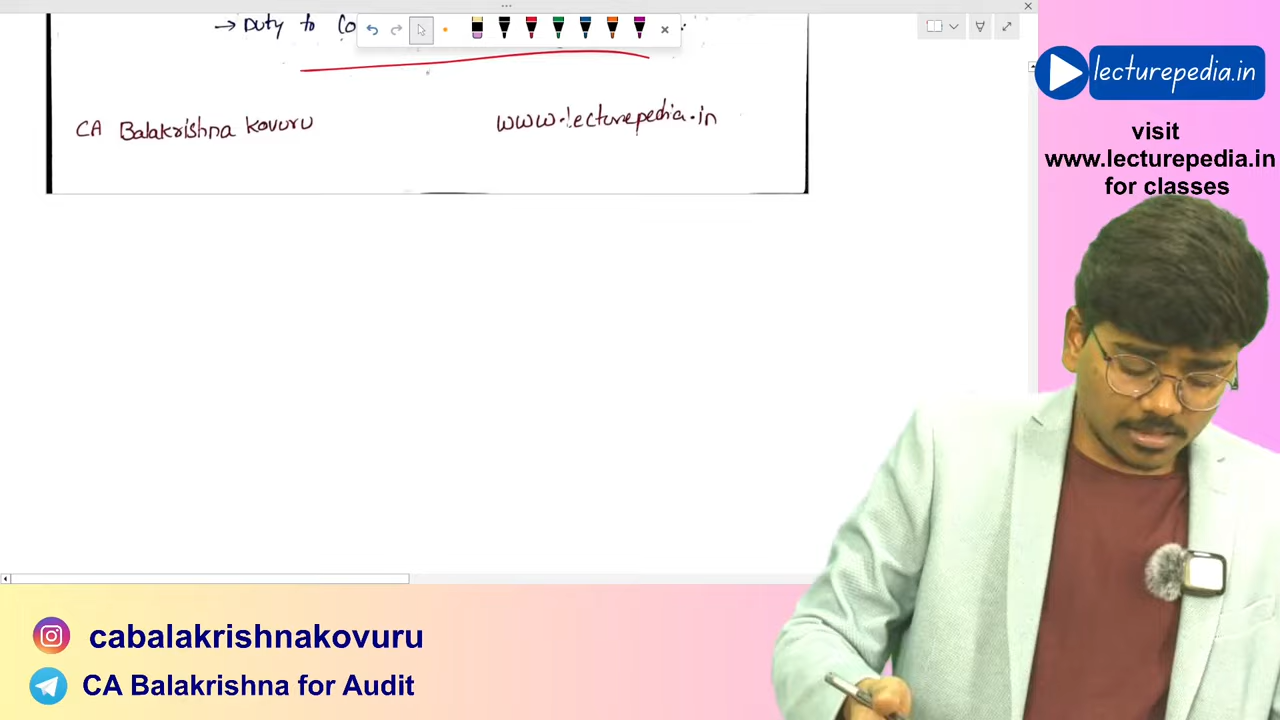 → Duty to
CA Balakrishna Kovuru
www.lecturepedia.in
lecturepedia.in
visit
www.lecturepedia.in
for classes
cabalakrishnakovuru
CA Balakrishna for Audit